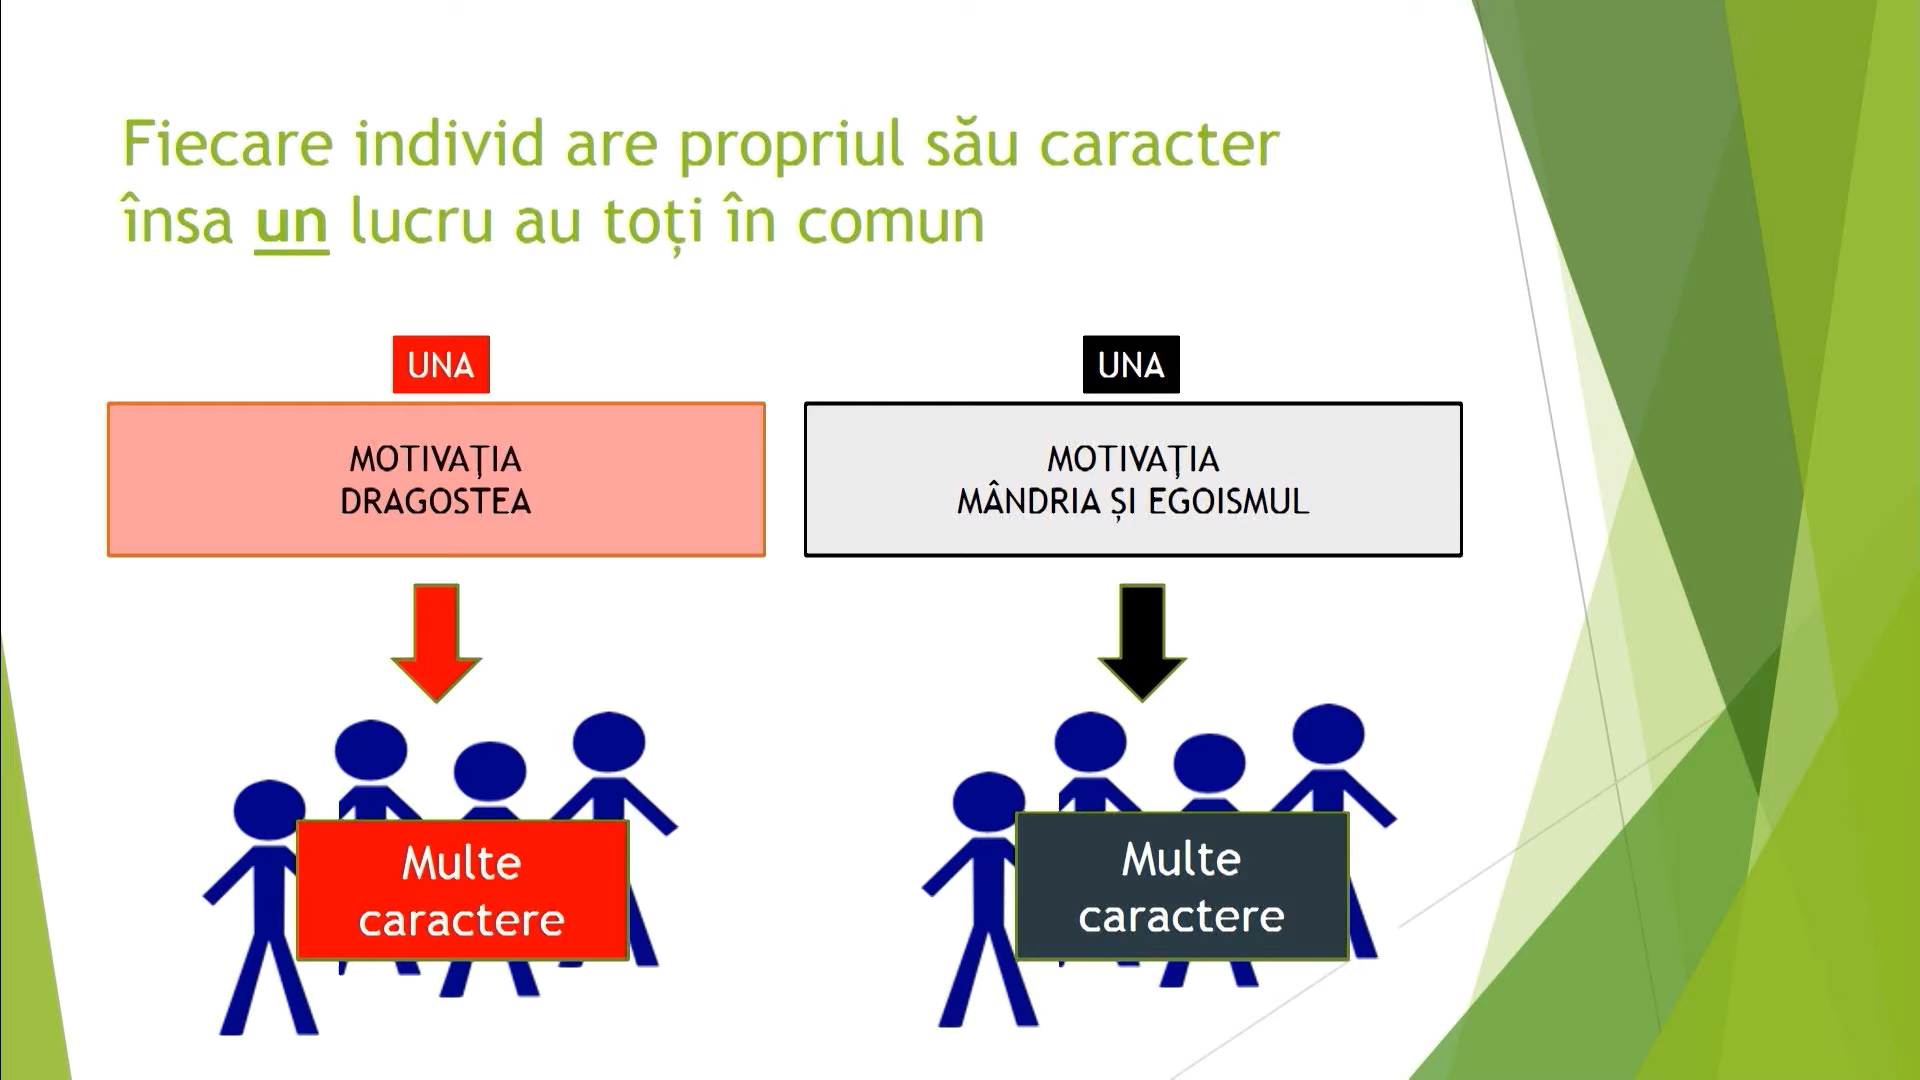 Fiecare individ are propriul său caracter
însa un lucru au toți în comun
UNA
MOTIVAȚIA
DRAGOSTEA
Multe
caractere
UNA
MOTIVAȚIA
MÂNDRIA ȘI EGOISMUL
Multe
caractere